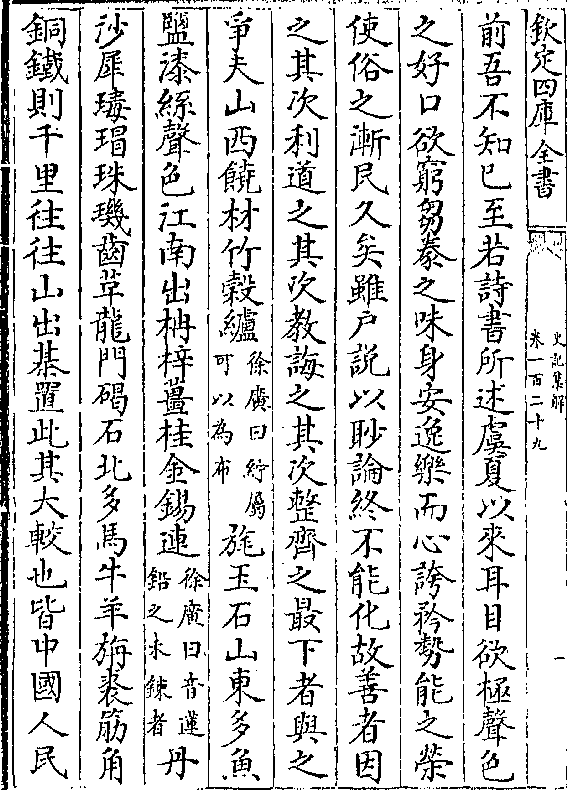 欽定四庫全書
史記集解
卷一百二十九
一
前吾不知已至若詩書所述虞夏以來耳目欲極聲色
之好口欲窮芻豢之味身安逸樂而心誇矜勢能之榮
使俗之漸民久矣雖戶說以眇論終不能化故善者因
之其次利道之其次教誨之其次整齊之最下者與之
爭夫山西饒材竹榖纑徐廣曰紵屬可以為布旄玉石山東多魚
鹽漆絲聲色江南出枏梓薑桂金錫連徐廣曰音蓮鉛之未鍊者丹
沙犀瑇瑁珠璣齒革龍門碣石北多馬牛羊旃裘筋角
銅鐵則千里往往山出棊置此其大較也皆中國人民